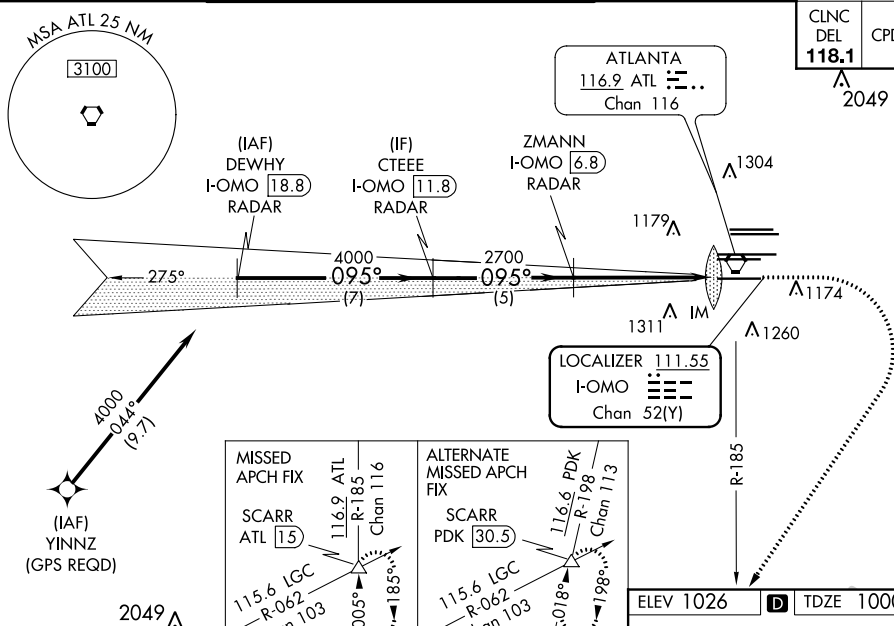 MSA ATL 25 NM
3100
CLNC
DEL
118.1
2049
ATLANTA
116.9 ATL
Chan 116
(IAF)
DEWHY
I-OMO 18.8
RADAR
(IF)
CTEEE
I-OMO 11.8
RADAR
ZMANN
I-OMO 6.8
RADAR
1304
1179
275°
4000
095°
(7)
2700
095°
(5)
1311
IM
1174
1260
LOCALIZER 111.55
I-OMO
Chan 52(Y)
R-185
4000
044°
(9.7)
(IAF)
YINNZ
(GPS REQD)
2049
MISSED
APCH FIX
116.9 ATL
R-185
Chan 116
SCARR
ATL 15
115.6 LGC
R-062
103
005°
185°
ALTERNATE
MISSED APCH
FIX
116.6 PDK
R-198
Chan 113
SCARR
PDK 30.5
115.6 LGC
R-062
103
018°
198°
ELEV 1026
D
TDZE